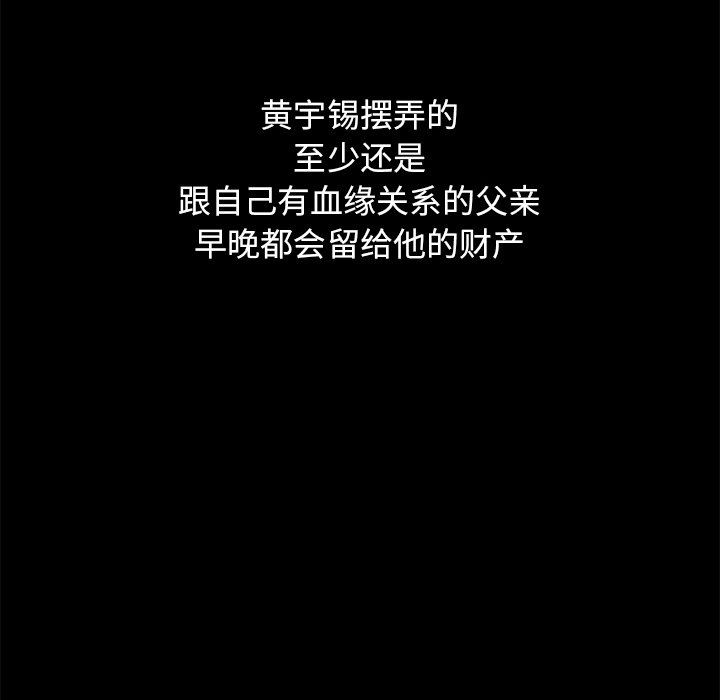 黄宇锡摆弄的
至少还是
跟自己有血缘关系的父亲
早晚都会留给他的财产